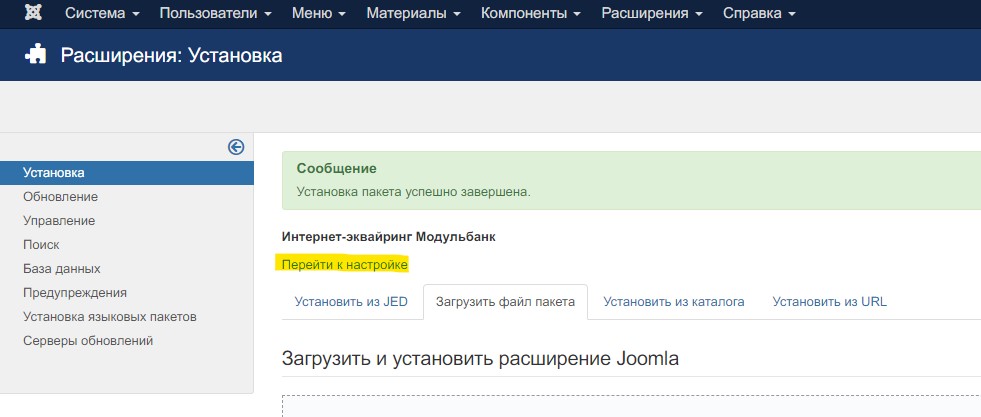 Система Пользователи Меню Материалы Компоненты Расширения Справка
Расширения: Установка
Установка
Обновление
Управление
Поиск
База данных
Предупреждения
Установка языковых пакетов
Серверы обновлений
Сообщение
Установка пакета успешно завершена.
Интернет-эквайринг Модульбанк
Перейти к настройке
Установить из JED Загрузить файл пакета Установить из каталога Установить из URL
Загрузить и установить расширение Joomla